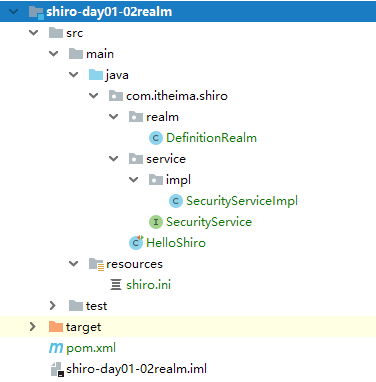 shiro-day01-02realm
src
main
java
com.itheima.shiro
realm
DefinitionRealm
service
impl
SecurityServiceImpl
SecurityService
HelloShiro
resources
shiro.ini
test
target
pom.xml
shiro-day01-02realm.iml